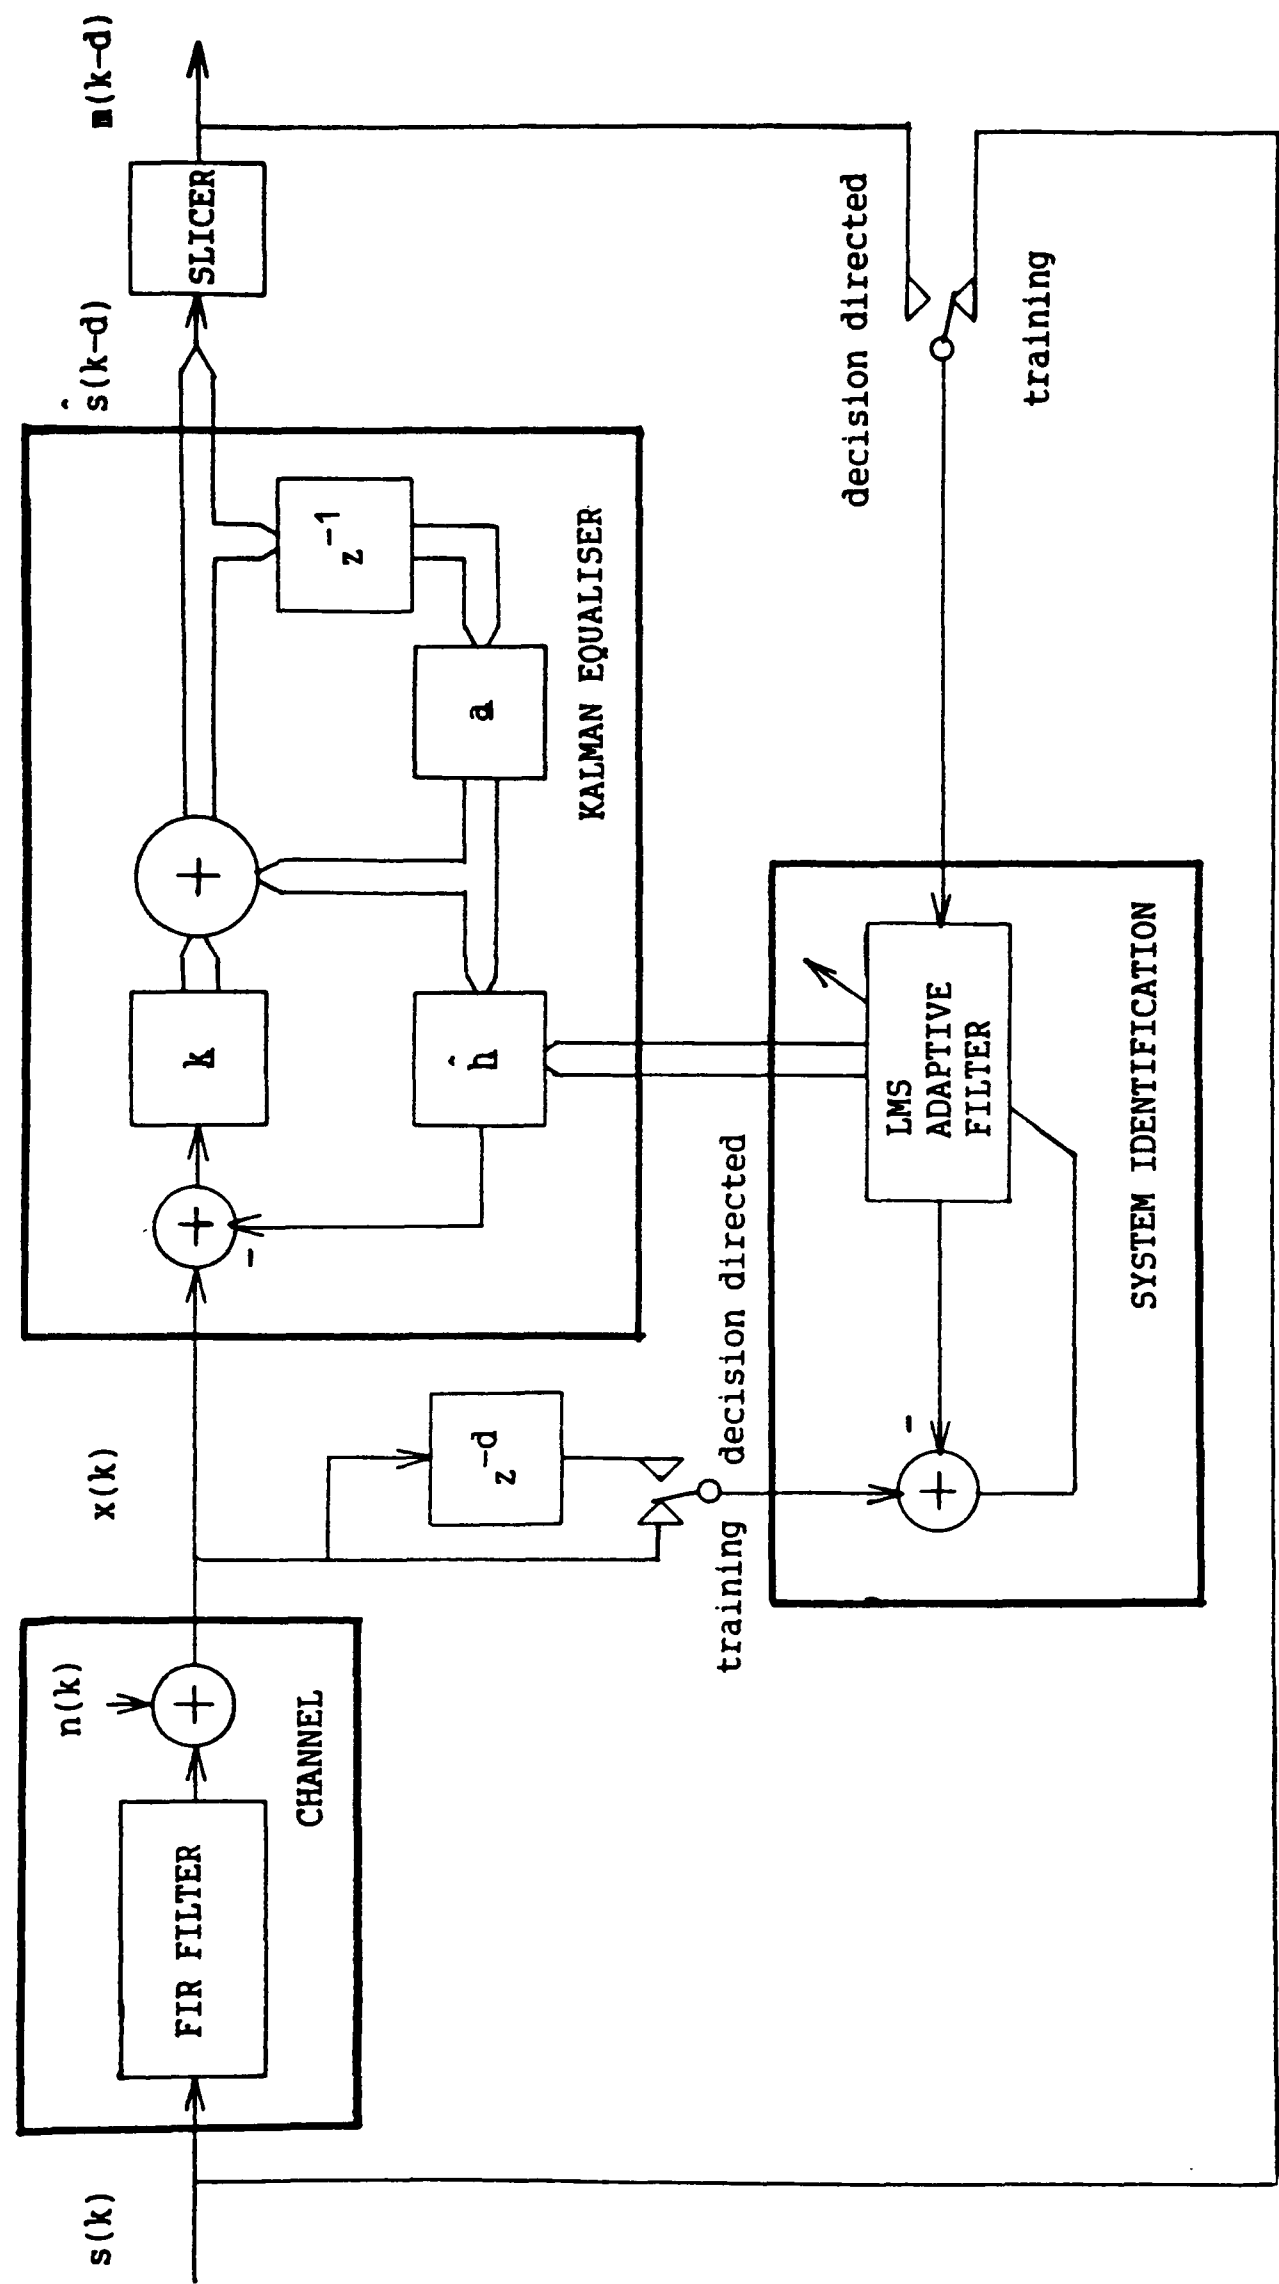 s(k)
FIR FILTER
n(k)
+
CHANNEL
x(k)
z⁻ᵈ
training
decision directed
+
-
k
+
ĥ
a
z⁻¹
KALMAN EQUALISER
ŝ(k-d)
SLICER
m(k-d)
+
-
LMS
ADAPTIVE
FILTER
SYSTEM IDENTIFICATION
decision directed
training